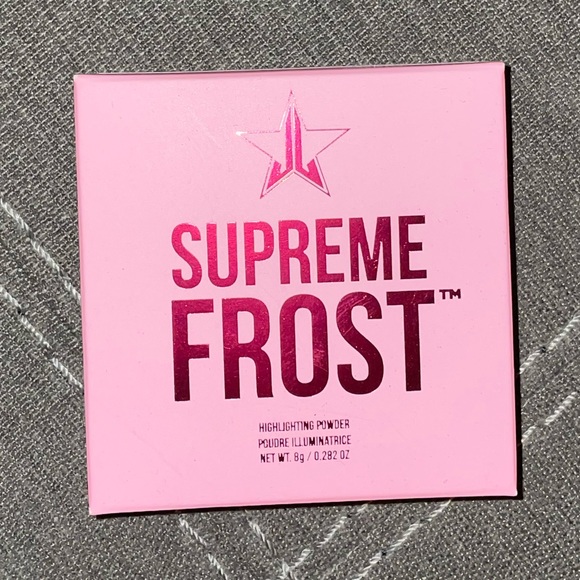 SUPREME
FROST™
HIGHLIGHTING POWDER
POUDRE ILLUMINATRICE
NET WT. 8g / 0.282 OZ